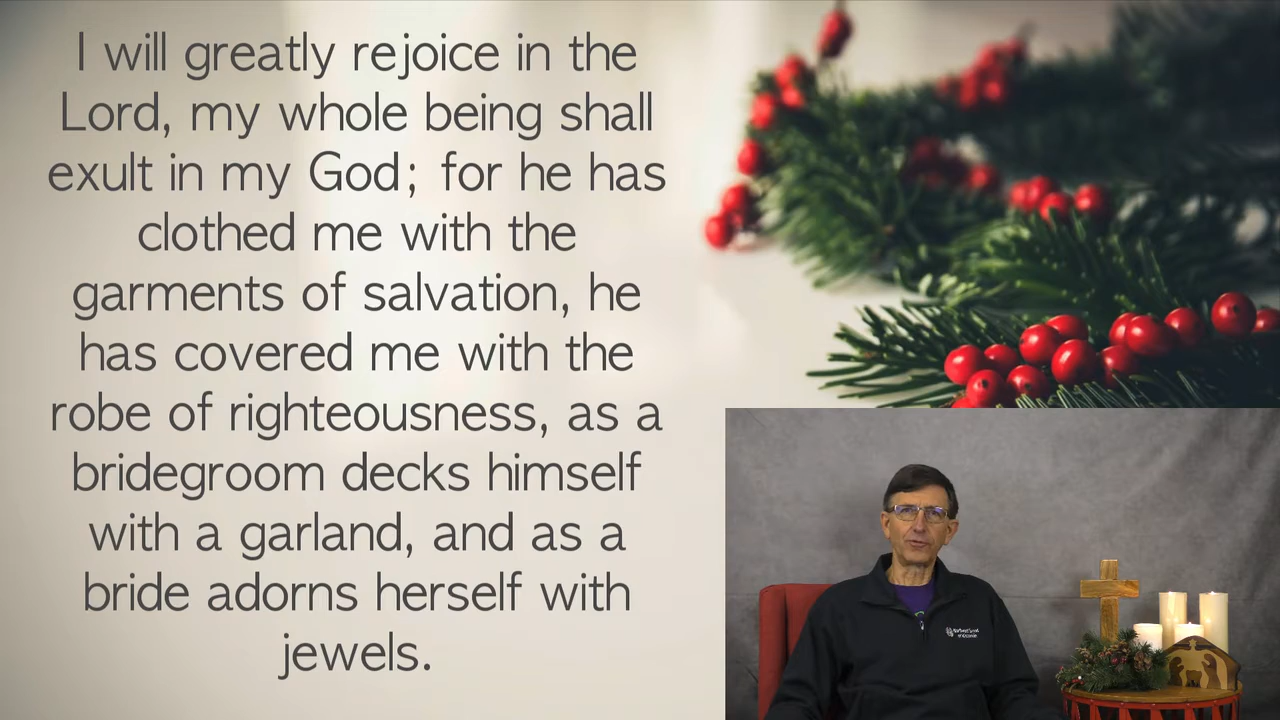 I will greatly rejoice in the
Lord, my whole being shall
exult in my God; for he has
clothed me with the
garments of salvation, he
has covered me with the
robe of righteousness, as a
bridegroom decks himself
with a garland, and as a
bride adorns herself with
jewels.